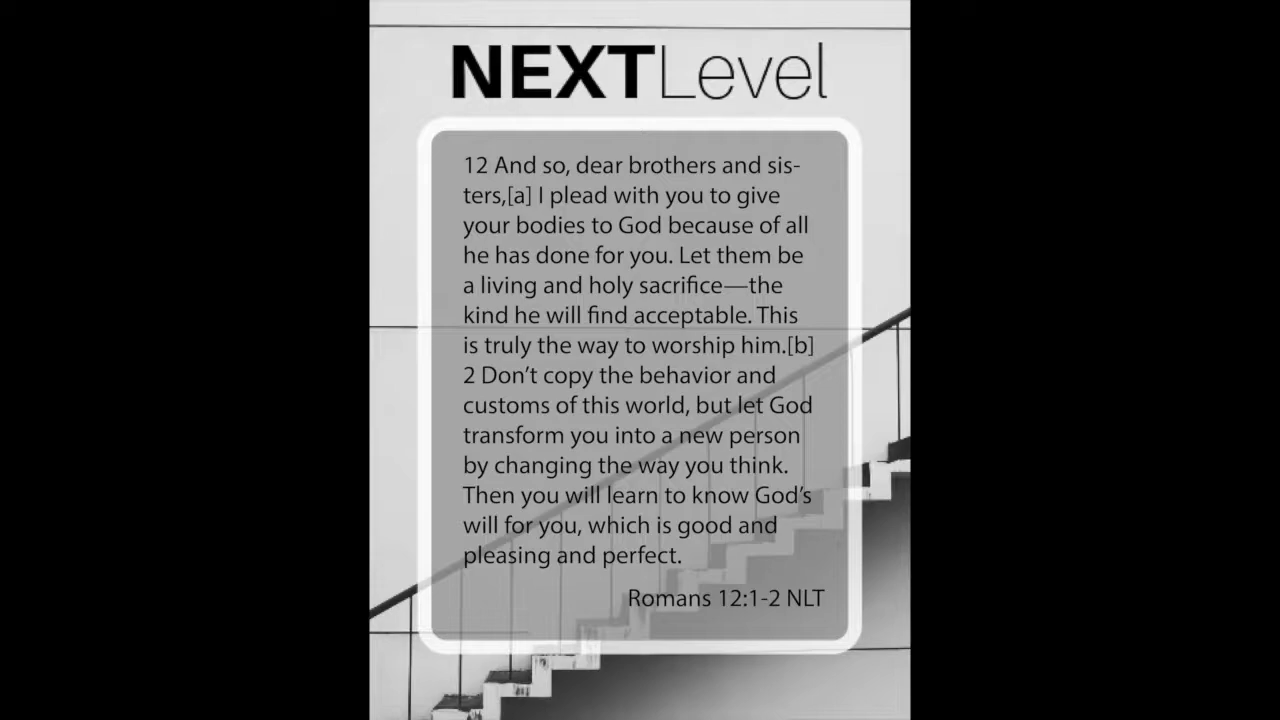 NEXTLevel
12 And so, dear brothers and sis-
ters,[a] I plead with you to give
your bodies to God because of all
he has done for you. Let them be
a living and holy sacrifice—the
kind he will find acceptable. This
is truly the way to worship him.[b]
2 Don’t copy the behavior and
customs of this world, but let God
transform you into a new person
by changing the way you think.
Then you will learn to know God’s
will for you, which is good and
pleasing and perfect.
Romans 12:1-2 NLT